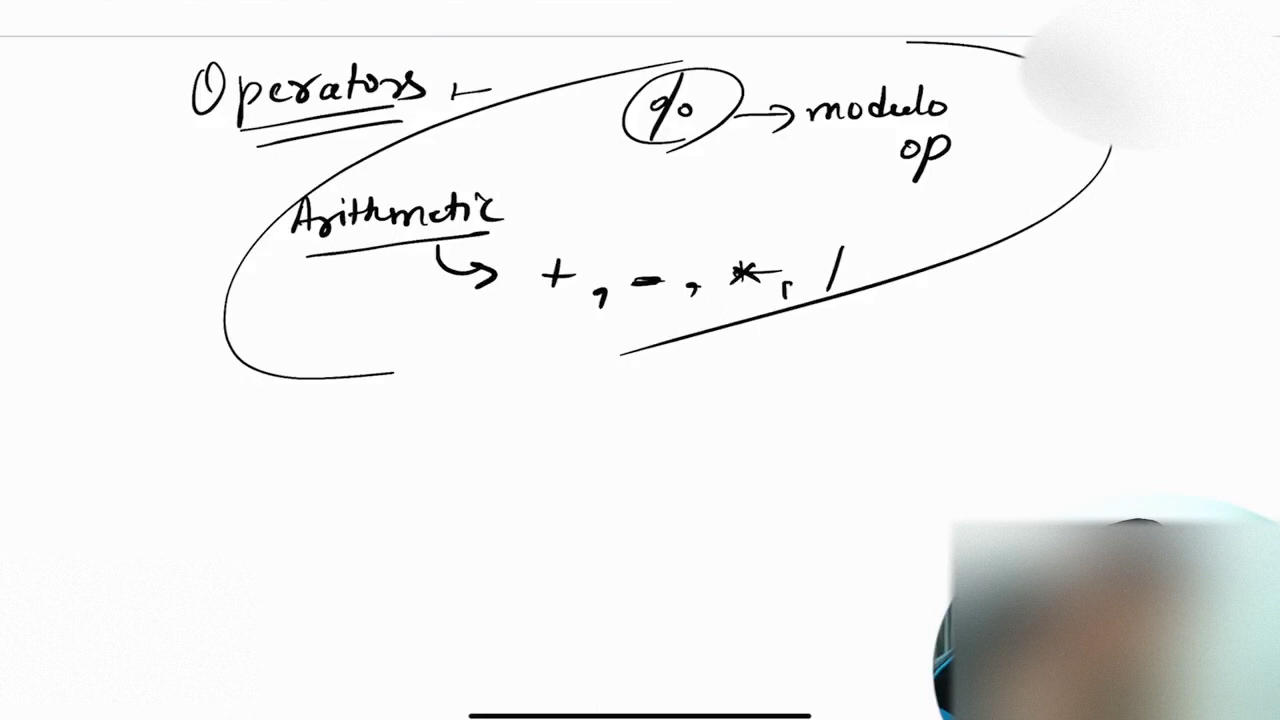 Operators :-
% → modulo
op
Arithmetic
↳ +, -, *, /